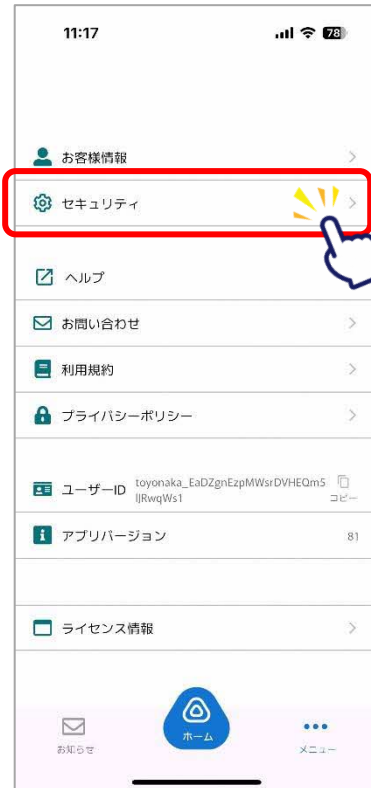 11:17
78
お客様情報
セキュリティ
ヘルプ
お問い合わせ
利用規約
プライバシーポリシー
ユーザーID toyonaka_EaDZgnEzpMWsrDVHEQm5
IJRwqWs1 コピー
アプリバージョン 81
ライセンス情報
お知らせ
ホーム
メニュー